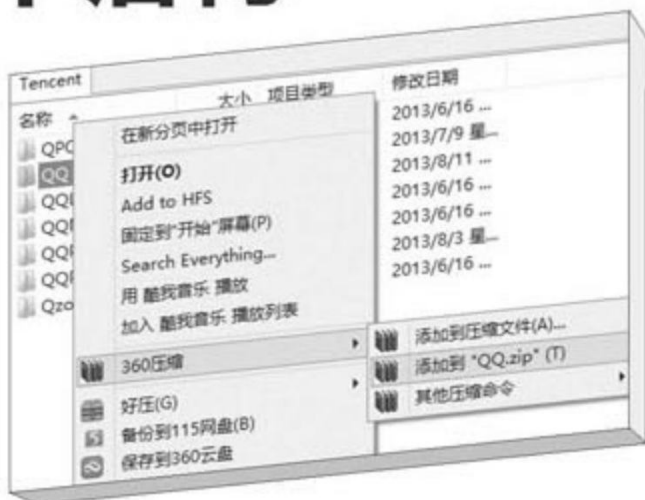 Tencent
名称 大小 项目类型 修改日期
QQ
在新分页中打开
打开(O)
Add to HFS
固定到"开始"屏幕(P)
Search Everything...
用 酷我音乐 播放
加入 酷我音乐 播放列表
360压缩
好压(G)
备份到115网盘(B)
保存到360云盘
2013/6/16 ...
2013/7/9 星...
2013/8/11 ...
2013/6/16 ...
2013/6/16 ...
2013/8/3 星...
2013/6/16 ...
添加到压缩文件(A)...
添加到 "QQ.zip" (T)
其他压缩命令